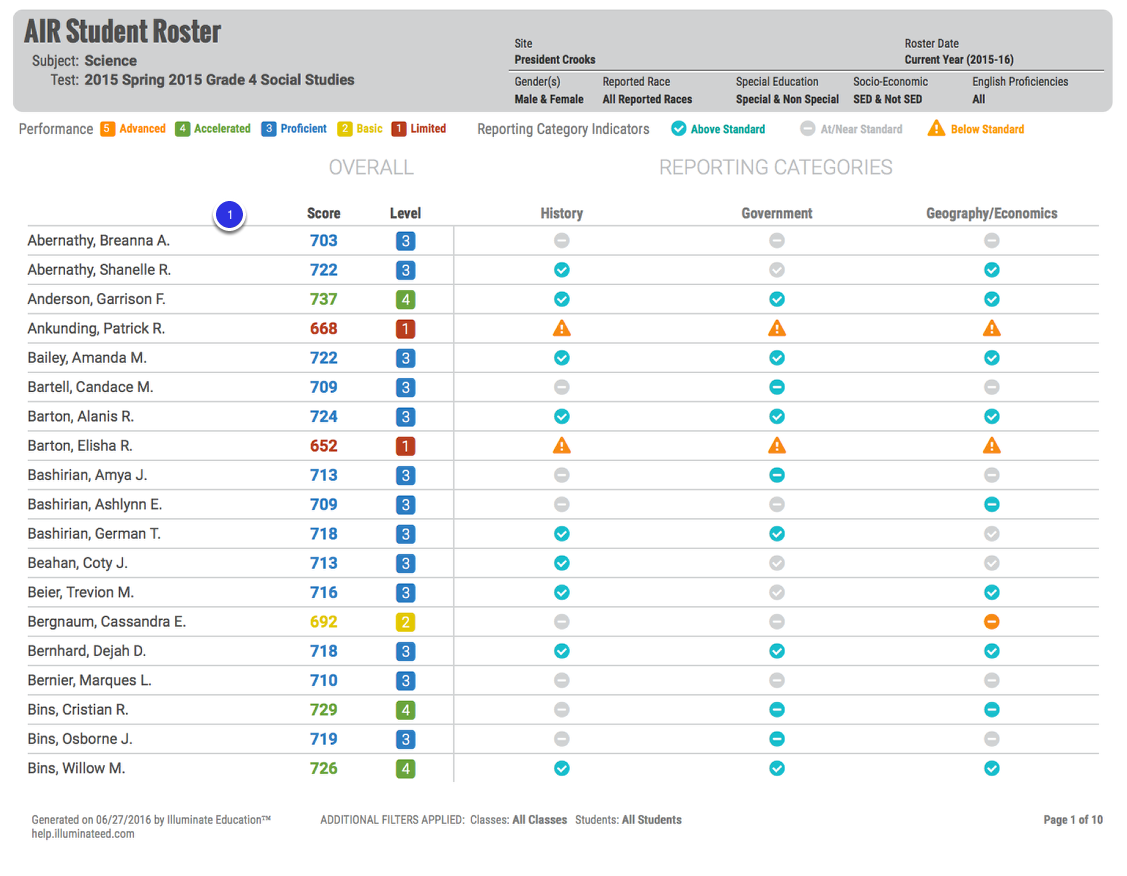 AIR Student Roster
Subject: Science
Test: 2015 Spring 2015 Grade 4 Social Studies
Site
President Crooks
Roster Date
Current Year (2015-16)
Gender(s) Reported Race Special Education Socio-Economic English Proficiencies
Male & Female All Reported Races Special & Non Special SED & Not SED All
Performance 5 Advanced 4 Accelerated 3 Proficient 2 Basic 1 Limited Reporting Category Indicators Above Standard At/Near Standard Below Standard
OVERALL REPORTING CATEGORIES
1 Score Level History Government Geography/Economics
Abernathy, Breanna A. 703 3
Abernathy, Shanelle R. 722 3
Anderson, Garrison F. 737 4
Ankunding, Patrick R. 668 1
Bailey, Amanda M. 722 3
Bartell, Candace M. 709 3
Barton, Alanis R. 724 3
Barton, Elisha R. 652 1
Bashirian, Amya J. 713 3
Bashirian, Ashlynn E. 709 3
Bashirian, German T. 718 3
Beahan, Coty J. 713 3
Beier, Trevion M. 716 3
Bergnaum, Cassandra E. 692 2
Bernhard, Dejah D. 718 3
Bernier, Marques L. 710 3
Bins, Cristian R. 729 4
Bins, Osborne J. 719 3
Bins, Willow M. 726 4
Generated on 06/27/2016 by Illuminate Education™ ADDITIONAL FILTERS APPLIED: Classes: All Classes Students: All Students Page 1 of 10
help.illuminateed.com